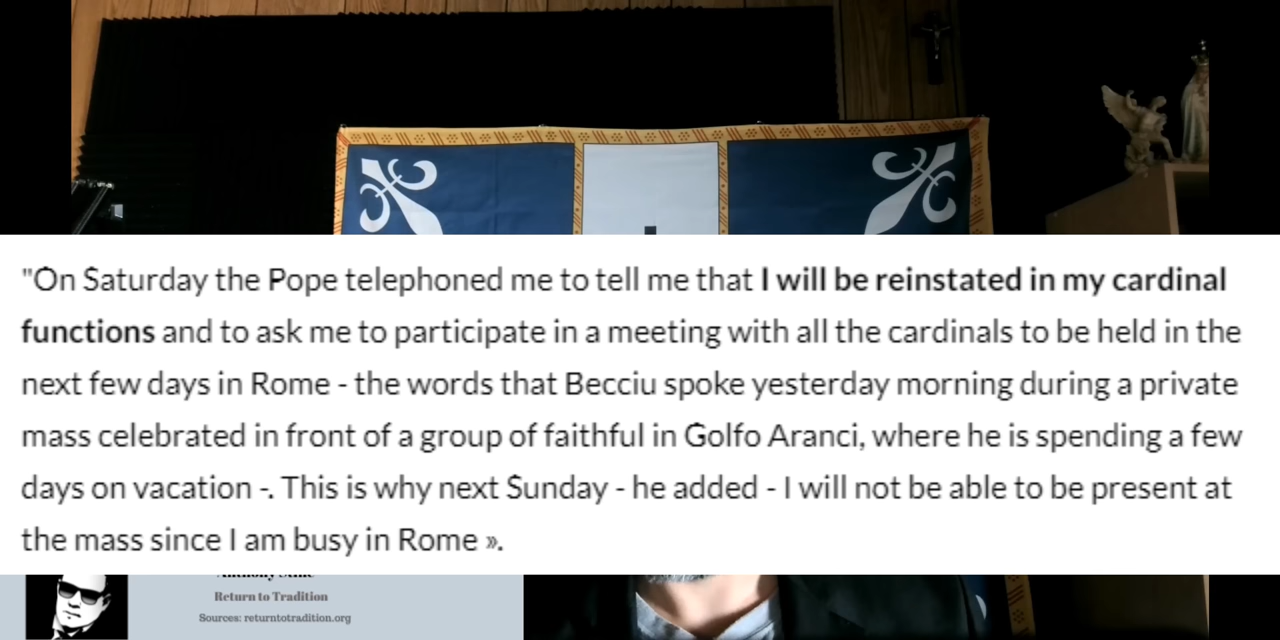 "On Saturday the Pope telephoned me to tell me that I will be reinstated in my cardinal
functions and to ask me to participate in a meeting with all the cardinals to be held in the
next few days in Rome - the words that Becciu spoke yesterday morning during a private
mass celebrated in front of a group of faithful in Golfo Aranci, where he is spending a few
days on vacation -. This is why next Sunday - he added - I will not be able to be present at
the mass since I am busy in Rome ».
Return to Tradition
Sources: returntotradition.org